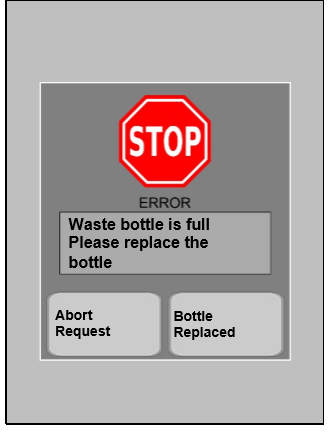 STOP
ERROR
Waste bottle is full
Please replace the
bottle
Abort
Request
Bottle
Replaced